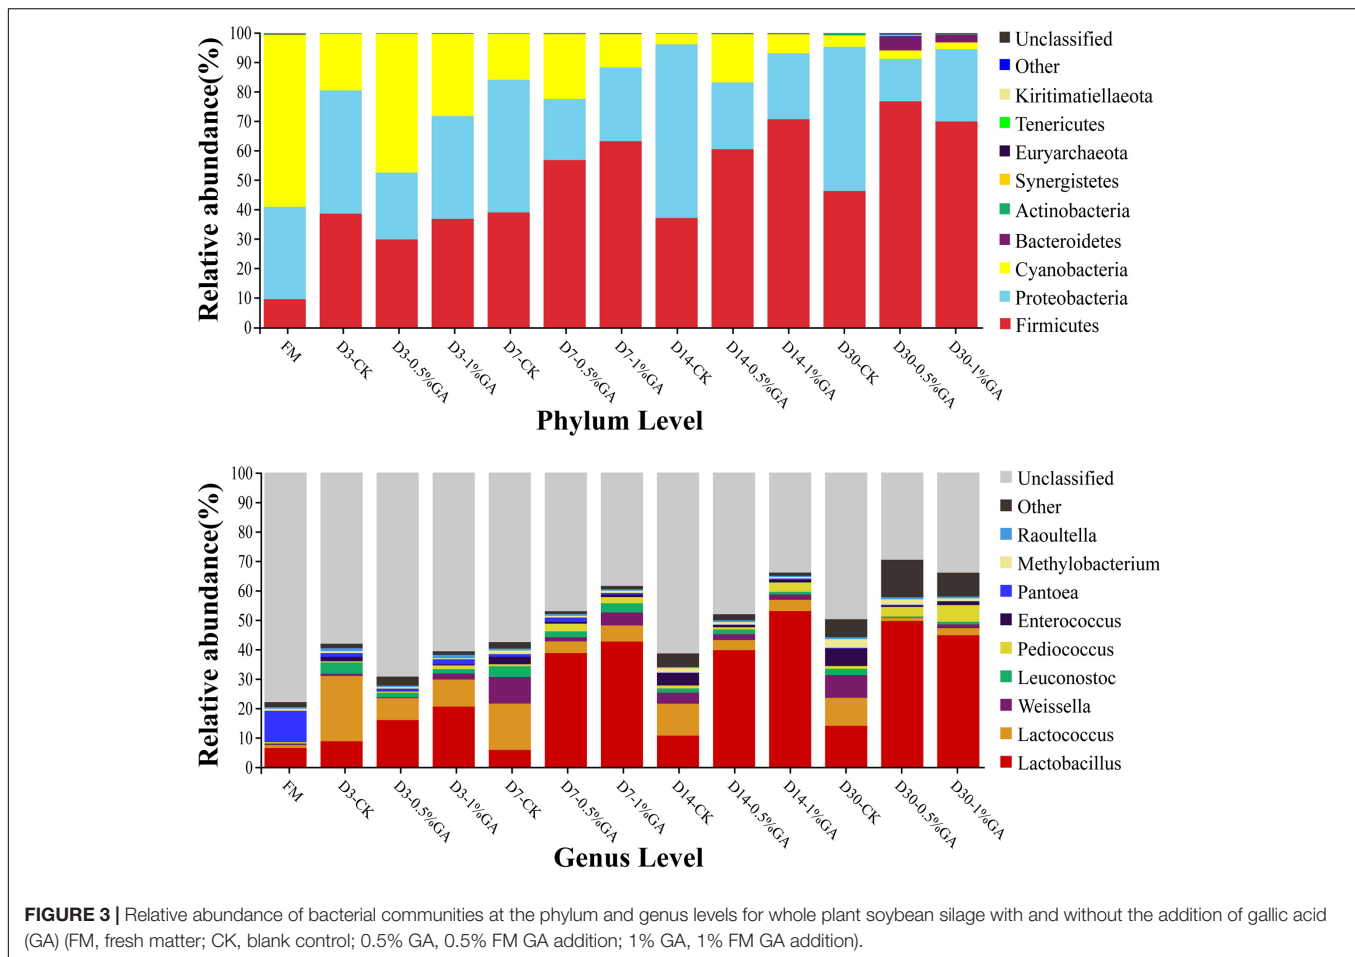 Relative abundance(%)
100
90
80
70
60
50
40
30
20
10
0
FM
D3-CK
D3-0.5%GA
D3-1%GA
D7-CK
D7-0.5%GA
D7-1%GA
D14-CK
D14-0.5%GA
D14-1%GA
D30-CK
D30-0.5%GA
D30-1%GA
Phylum Level
Unclassified
Other
Kiritimatiellaeota
Tenericutes
Euryarchaeota
Synergistetes
Actinobacteria
Bacteroidetes
Cyanobacteria
Proteobacteria
Firmicutes
Relative abundance(%)
100
90
80
70
60
50
40
30
20
10
0
FM
D3-CK
D3-0.5%GA
D3-1%GA
D7-CK
D7-0.5%GA
D7-1%GA
D14-CK
D14-0.5%GA
D14-1%GA
D30-CK
D30-0.5%GA
D30-1%GA
Genus Level
Unclassified
Other
Raoultella
Methylobacterium
Pantoea
Enterococcus
Pediococcus
Leuconostoc
Weissella
Lactococcus
Lactobacillus
FIGURE 3 | Relative abundance of bacterial communities at the phylum and genus levels for whole plant soybean silage with and without the addition of gallic acid
(GA) (FM, fresh matter; CK, blank control; 0.5% GA, 0.5% FM GA addition; 1% GA, 1% FM GA addition).